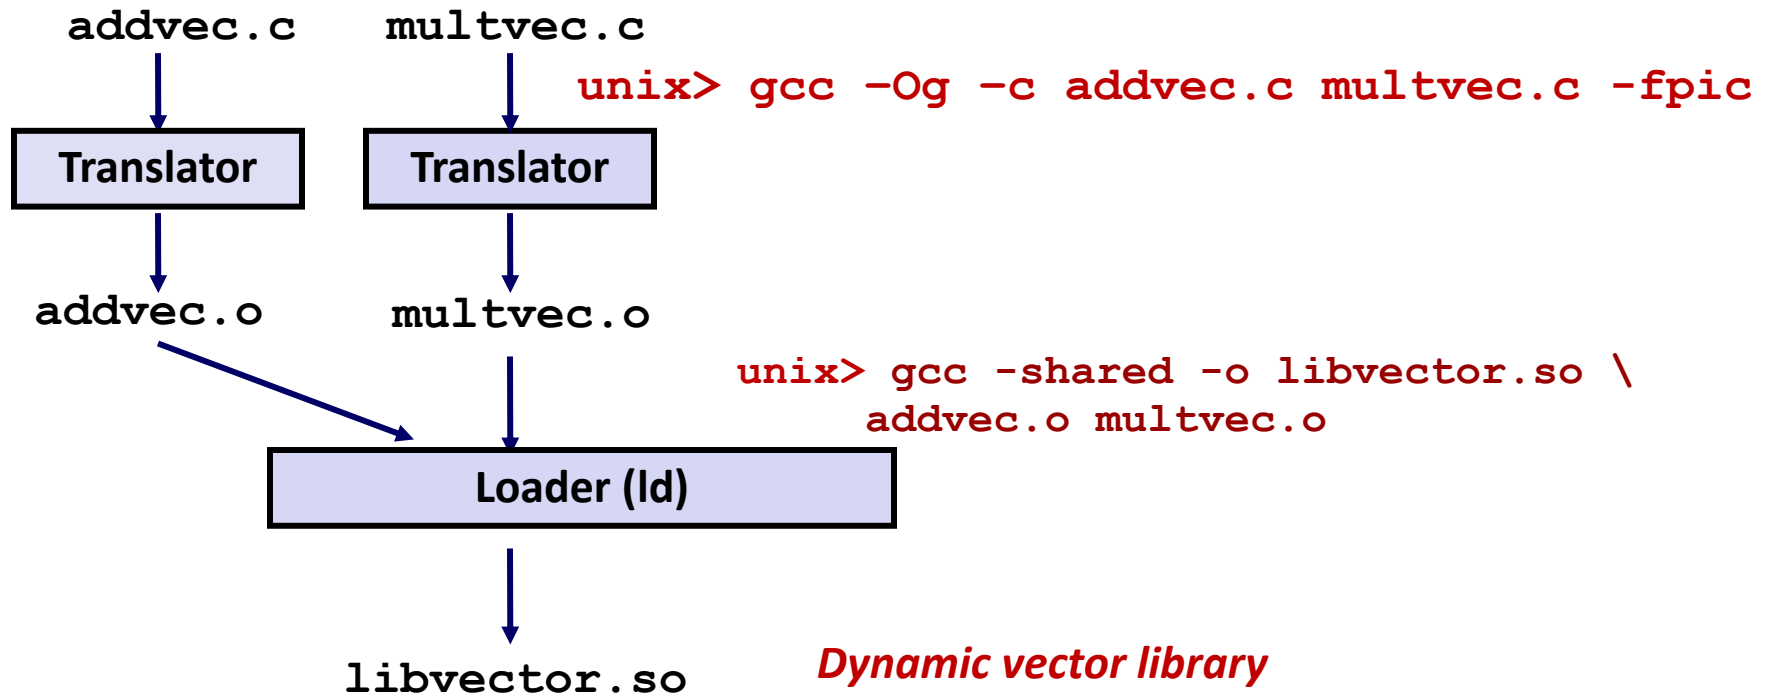 addvec.c multvec.c
unix> gcc –Og –c addvec.c multvec.c -fpic
Translator Translator
addvec.o multvec.o
unix> gcc -shared -o libvector.so \
addvec.o multvec.o
Loader (ld)
libvector.so
Dynamic vector library